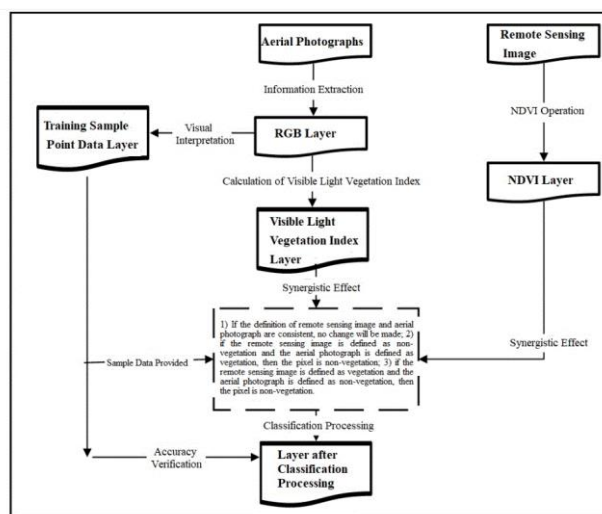 Aerial Photographs
Remote Sensing
Image
Information Extraction
NDVI Operation
Training Sample
Point Data Layer
Visual
Interpretation
RGB Layer
Calculation of Visible Light Vegetation Index
NDVI Layer
Visible Light
Vegetation Index
Layer
Synergistic Effect
1) If the definition of remote sensing image and aerial
photograph are consistent, no change will be made; 2)
if the remote sensing image is defined as non-
vegetation and the aerial photograph is defined as
vegetation, then the pixel is non-vegetation; 3) if the
remote sensing image is defined as vegetation and the
aerial photograph is defined as non-vegetation, then
the pixel is non-vegetation.
Sample Data Provided
Synergistic Effect
Classification Processing
Accuracy
Verification
Layer after
Classification
Processing